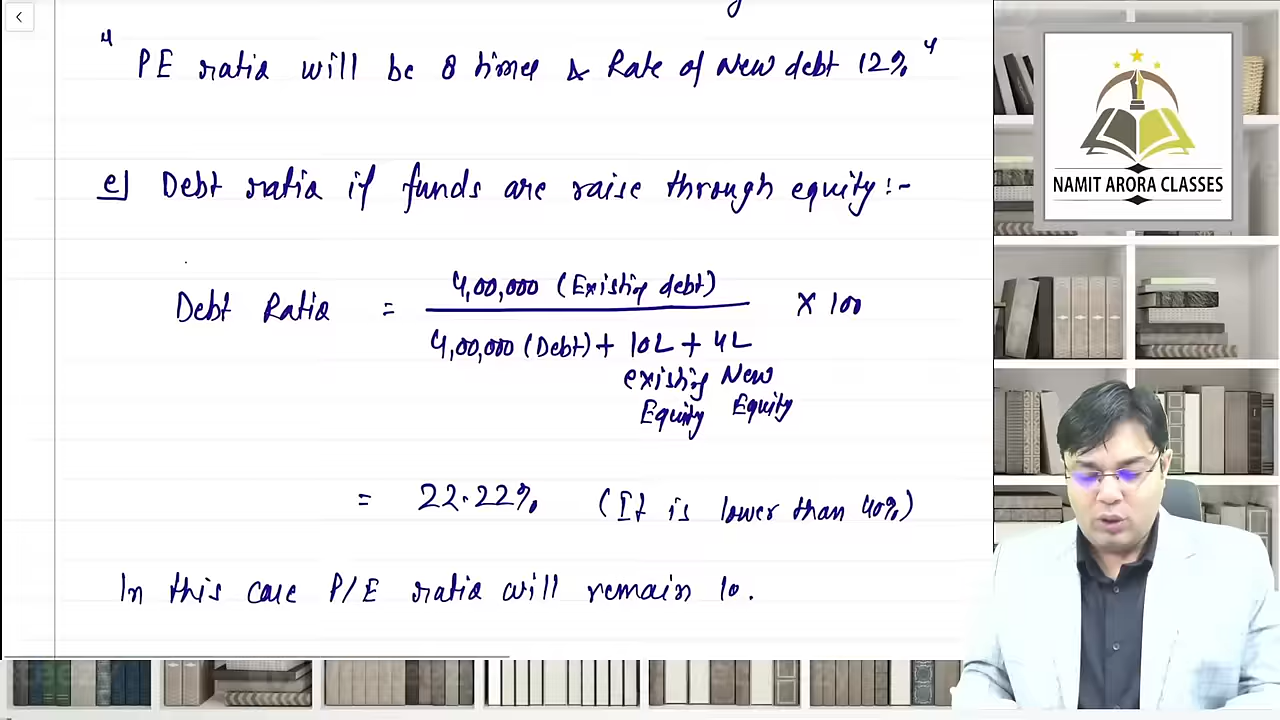 " PE ratio will be 8 times & Rate of New debt 12% "
e] Debt ratio if funds are raise through equity :-
Debt Ratio = 4,00,000 (Existing debt) / 4,00,000 (Debt) + 10L + 4L × 100
existing New
Equity Equity
= 22.22% (It is lower than 40%)
In this case P/E ratio will remain 10.
NAMIT ARORA CLASSES